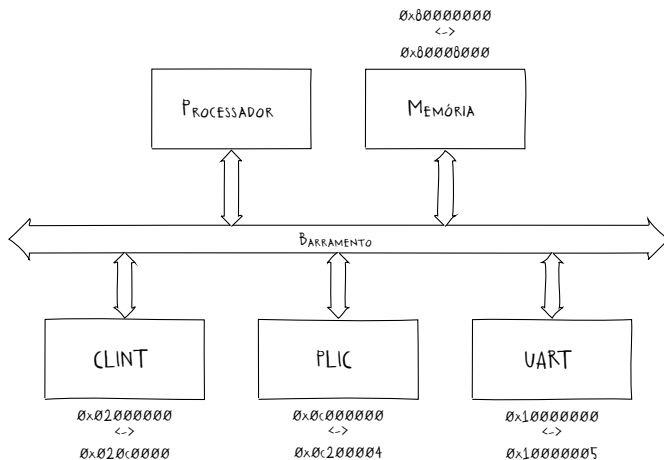 0x80000000
<->
0x80008000
Processador
Memória
Barramento
CLINT
PLIC
UART
0x02000000
<->
0x020c0000
0x0c000000
<->
0x0c200004
0x10000000
<->
0x10000005